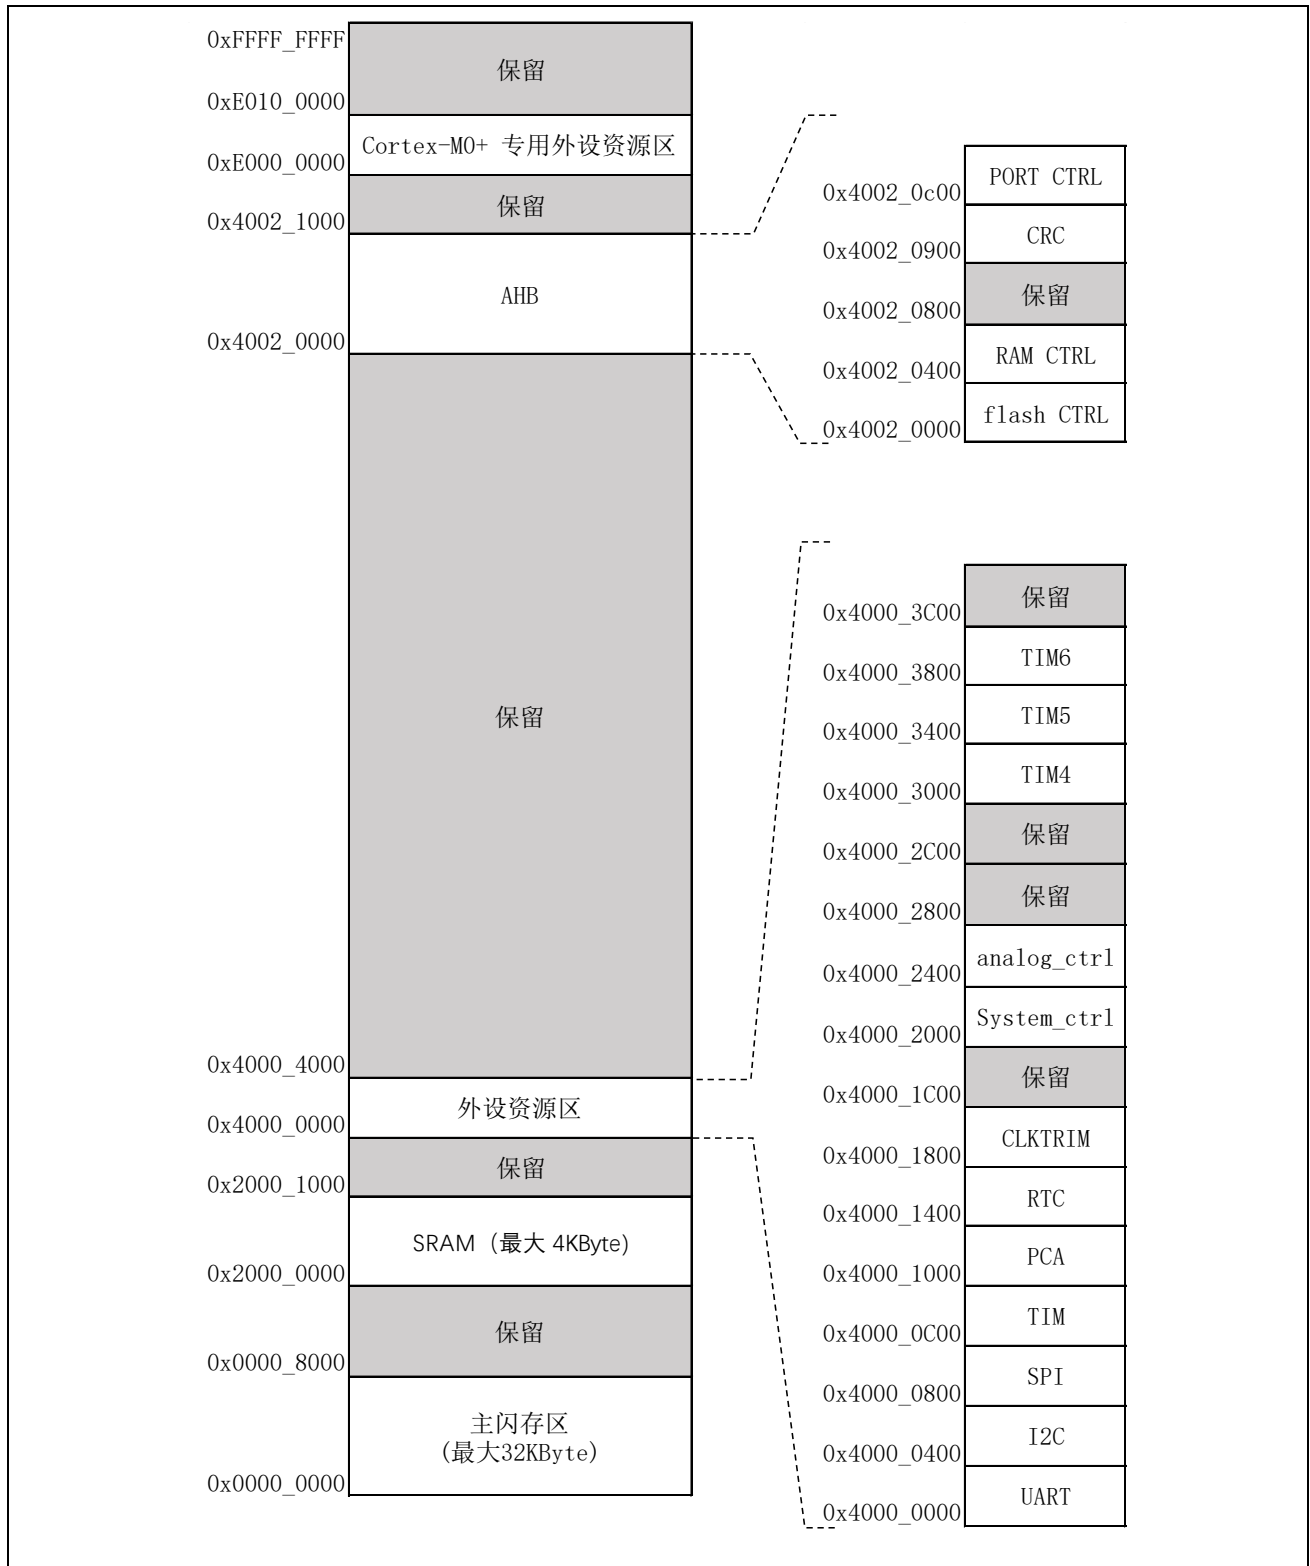 0xFFFF_FFFF
保留
0xE010_0000
Cortex-M0+ 专用外设资源区
0xE000_0000
保留
0x4002_1000
AHB
0x4002_0000
保留
0x4000_4000
外设资源区
0x4000_0000
保留
0x2000_1000
SRAM（最大 4KByte)
0x2000_0000
保留
0x0000_8000
主闪存区
(最大32KByte)
0x0000_0000
PORT CTRL
0x4002_0c00
CRC
0x4002_0900
保留
0x4002_0800
RAM CTRL
0x4002_0400
flash CTRL
0x4002_0000
保留
0x4000_3C00
TIM6
0x4000_3800
TIM5
0x4000_3400
TIM4
0x4000_3000
保留
0x4000_2C00
保留
0x4000_2800
analog_ctrl
0x4000_2400
System_ctrl
0x4000_2000
保留
0x4000_1C00
CLKTRIM
0x4000_1800
RTC
0x4000_1400
PCA
0x4000_1000
TIM
0x4000_0C00
SPI
0x4000_0800
I2C
0x4000_0400
UART
0x4000_0000